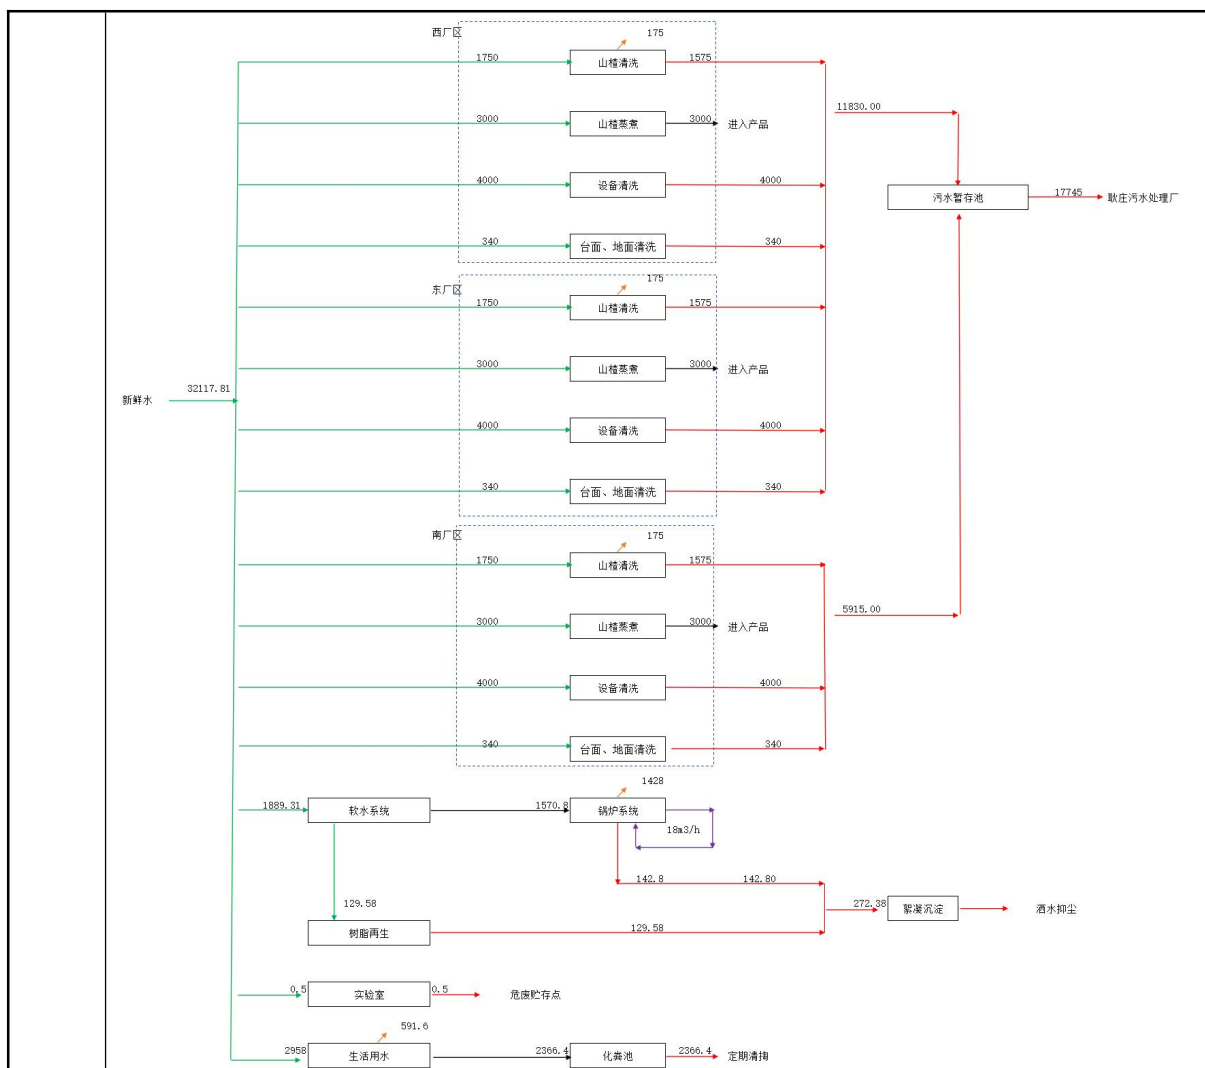 西厂区
175
1750
山楂清洗
1575
11830.00
3000
山楂蒸煮
3000
进入产品
4000
设备清洗
4000
污水暂存池
17745
耿庄污水处理厂
340
台面、地面清洗
340
东厂区
175
1750
山楂清洗
1575
3000
山楂蒸煮
3000
进入产品
新鲜水
32117.81
4000
设备清洗
4000
340
台面、地面清洗
340
南厂区
175
1750
山楂清洗
1575
5915.00
3000
山楂蒸煮
3000
进入产品
4000
设备清洗
4000
340
台面、地面清洗
340
1428
1889.31
软水系统
1570.8
锅炉系统
18m3/h
142.8
142.80
129.58
272.38
絮凝沉淀
洒水抑尘
树脂再生
129.58
0.5
实验室
0.5
危废贮存点
591.6
2958
生活用水
2366.4
化粪池
2366.4
定期清掏